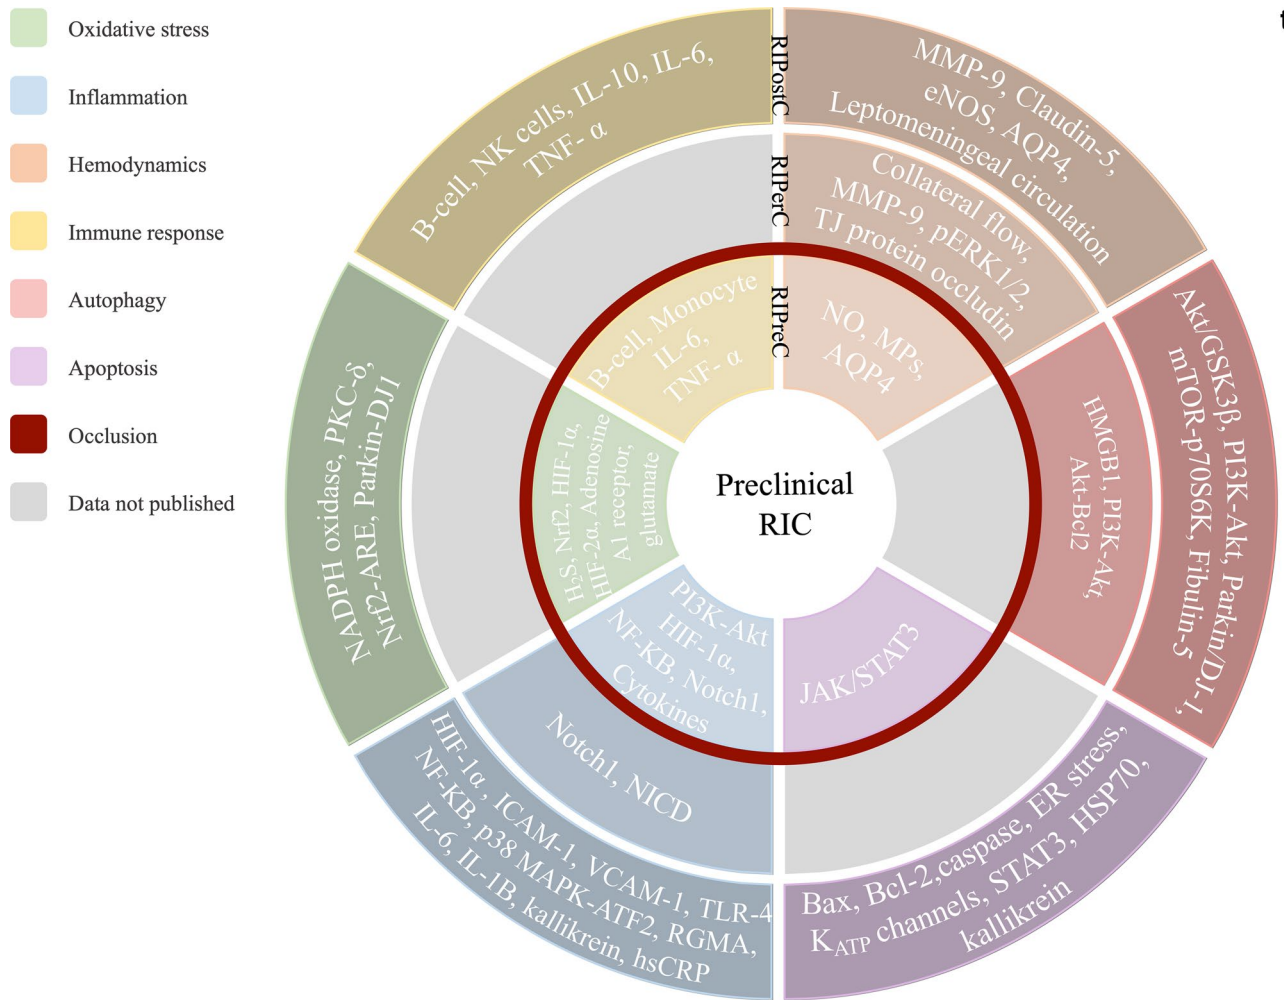 Oxidative stress
Inflammation
Hemodynamics
Immune response
Autophagy
Apoptosis
Occlusion
Data not published
t
RIPostC
RIPerC
RIPreC
Preclinical
RIC
B-cell, NK cells, IL-10, IL-6,
TNF- α
MMP-9, Claudin-5,
eNOS, AQP4,
Leptomeningeal circulation
Collateral flow,
MMP-9, pERK1/2,
TJ protein occludin
B-cell, Monocyte
IL-6,
TNF- α
NO, MPs,
AQP4
Akt/GSK3β, PI3K-Akt, Parkin/DJ-1,
mTOR-p70S6K, Fibulin-5
HMGB1, PI3K-Akt,
Akt-Bcl2
NADPH oxidase, PKC-δ,
Nrf2-ARE, Parkin-DJ1
H₂S, Nrf2, HIF-1α,
HIF-2α, Adenosine
A1 receptor,
glutamate
PI3K-Akt
HIF-1α,
NF-KB, Notch1,
Cytokines
JAK/STAT3
Notch1, NICD
HIF-1α, ICAM-1, VCAM-1, TLR-4
NF-KB, p38 MAPK-ATF2, RGMA,
IL-6, IL-1B, kallikrein, hsCRP
Bax, Bcl-2,caspase, ER stress,
K_ATP channels, STAT3, HSP70,
kallikrein